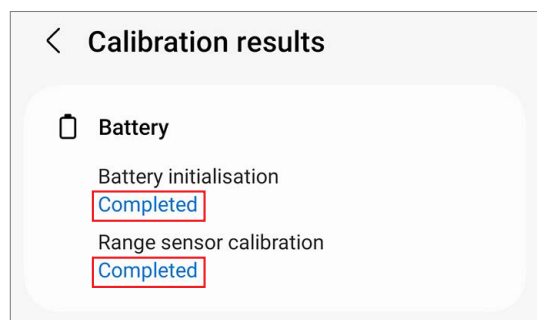 Calibration results
Battery
Battery initialisation
Completed
Range sensor calibration
Completed